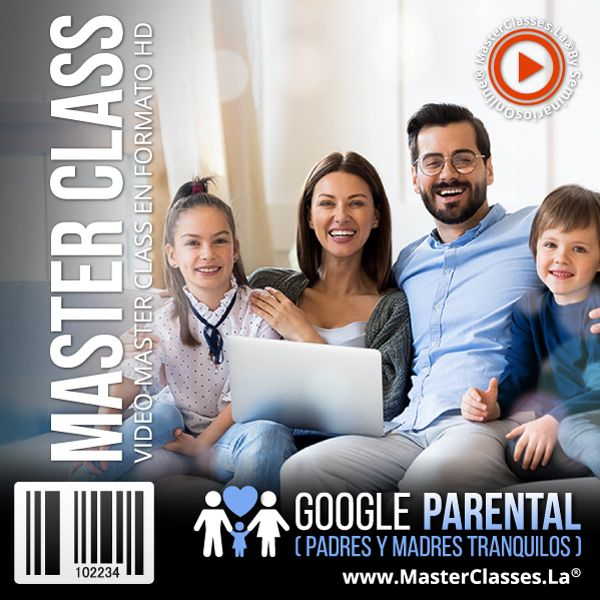 MASTER CLASS
VIDEO-MASTER CLASS EN FORMATO HD
MasterClasses.La® By SeminariosOnline®
102234
GOOGLE PARENTAL
( PADRES Y MADRES TRANQUILOS )
www.MasterClasses.La®